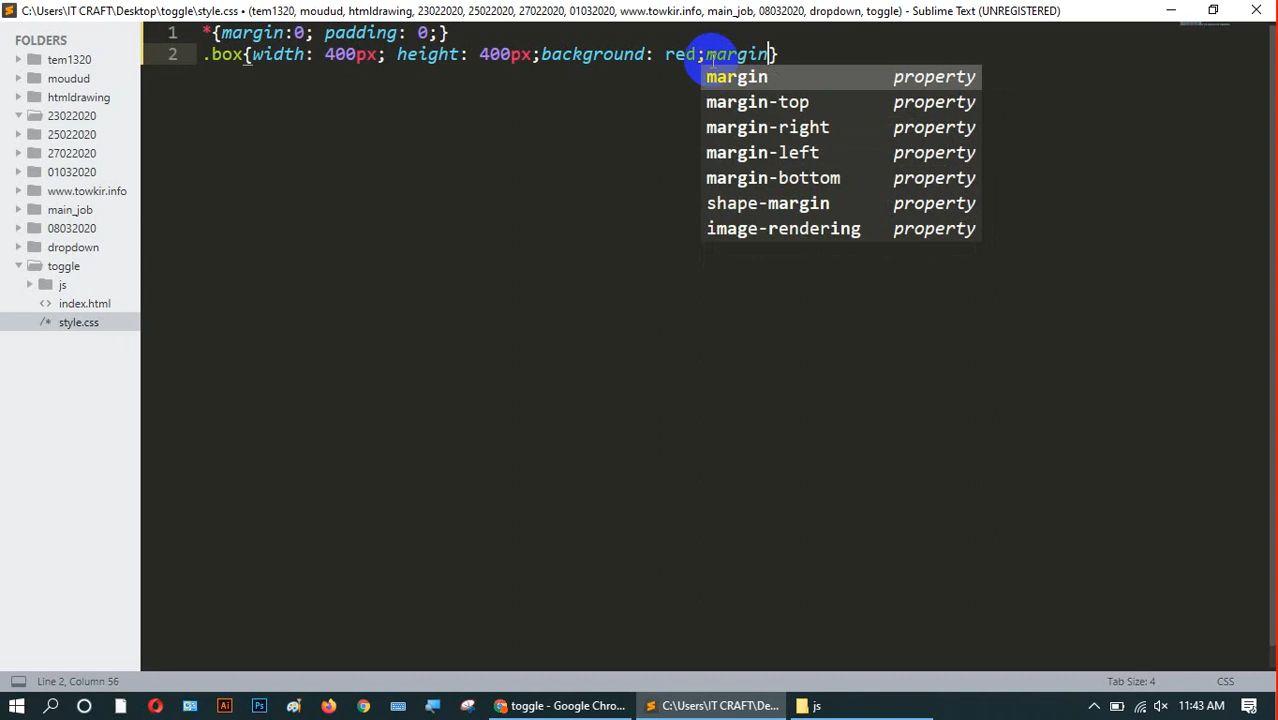 C:\Users\IT CRAFT\Desktop\toggle\style.css • (tem1320, moudud, htmldrawing, 23022020, 25022020, 27022020, 01032020, www.towkir.info, main_job, 08032020, dropdown, toggle) - Sublime Text (UNREGISTERED)
FOLDERS
tem1320
moudud
htmldrawing
23022020
25022020
27022020
01032020
www.towkir.info
main_job
08032020
dropdown
toggle
js
<> index.html
/* style.css
1 *{margin:0; padding: 0;}
2 .box{width: 400px; height: 400px;background: red;margin}
margin property
margin-top property
margin-right property
margin-left property
margin-bottom property
shape-margin property
image-rendering property
Line 2, Column 56
Tab Size: 4
CSS
Ai
Ps
toggle - Google Chro...
C:\Users\IT CRAFT\De...
js
11:43 AM